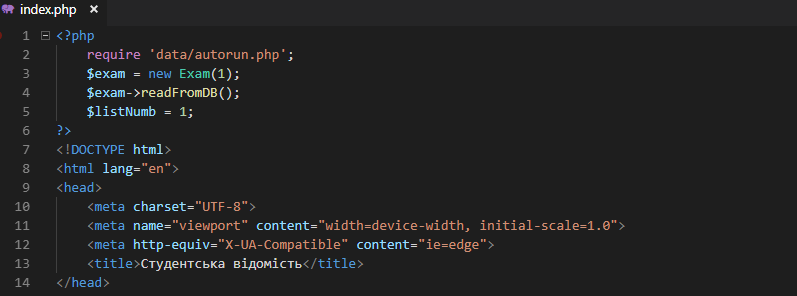 index.php ×
1 <?php
2 require 'data/autorun.php';
3 $exam = new Exam(1);
4 $exam->readFromDB();
5 $listNumb = 1;
6 ?>
7 <!DOCTYPE html>
8 <html lang="en">
9 <head>
10 <meta charset="UTF-8">
11 <meta name="viewport" content="width=device-width, initial-scale=1.0">
12 <meta http-equiv="X-UA-Compatible" content="ie=edge">
13 <title>Студентська відомість</title>
14 </head>